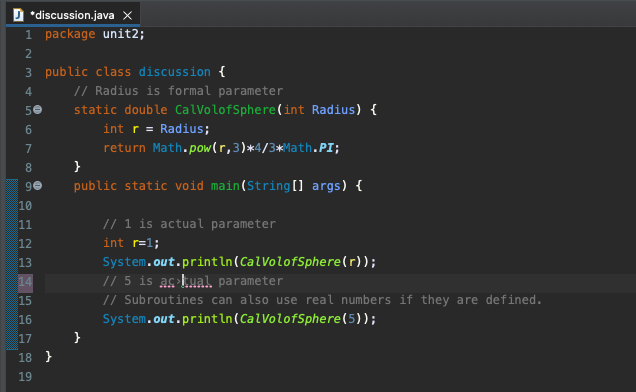 *discussion.java
1 package unit2;
2
3 public class discussion {
4 // Radius is formal parameter
5 static double CalVolofSphere(int Radius) {
6 int r = Radius;
7 return Math.pow(r,3)*4/3*Math.PI;
8 }
9 public static void main(String[] args) {
10
11 // 1 is actual parameter
12 int r=1;
13 System.out.println(CalVolofSphere(r));
14 // 5 is actual parameter
15 // Subroutines can also use real numbers if they are defined.
16 System.out.println(CalVolofSphere(5));
17 }
18 }
19